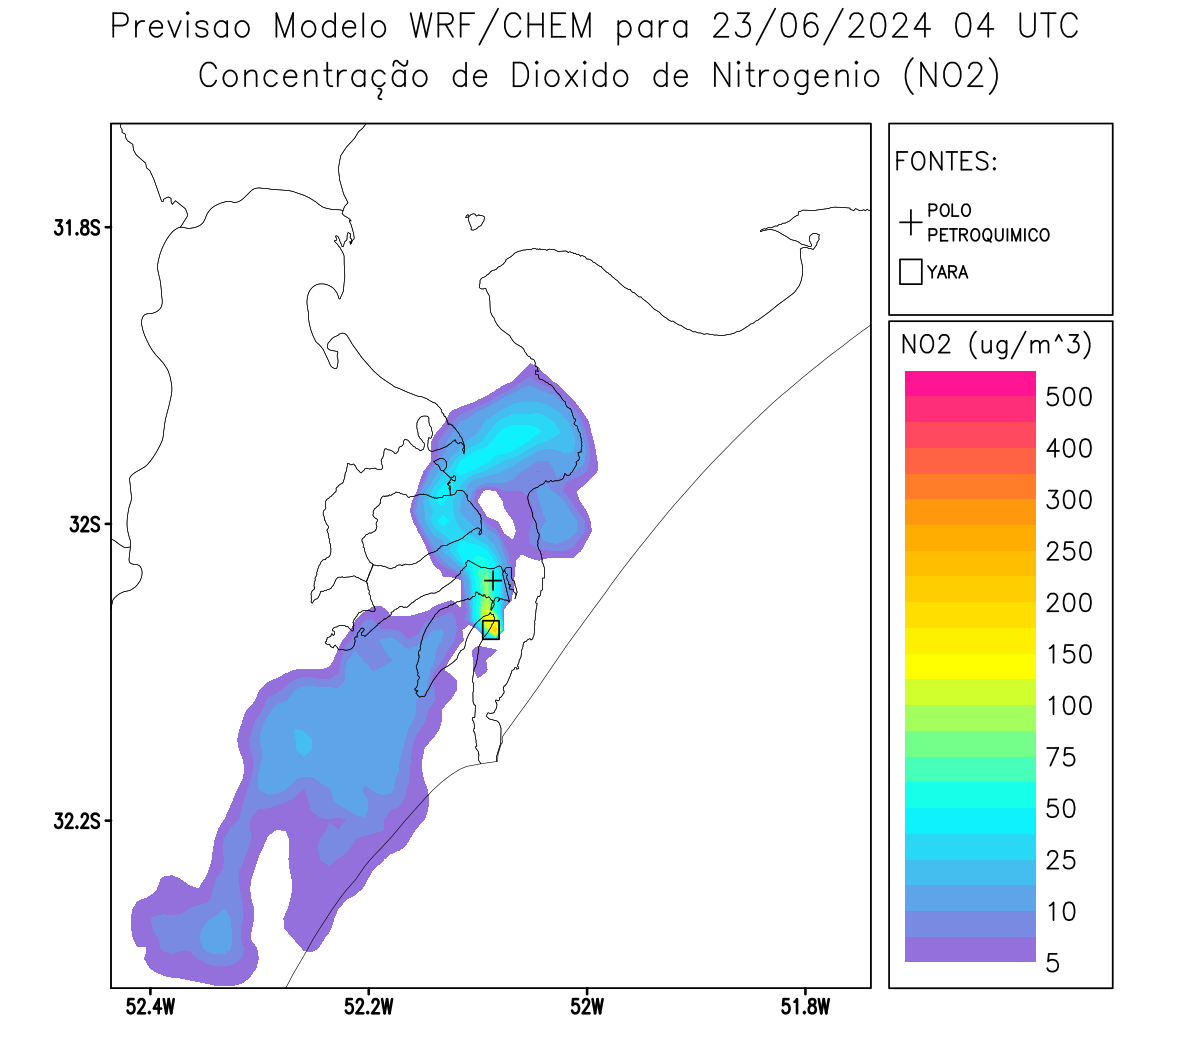 Previsao Modelo WRF/CHEM para 23/06/2024 04 UTC
Concentração de Dioxido de Nitrogenio (NO2)
FONTES:
POLO
PETROQUIMICO
YARA
31.8S
32S
32.2S
52.4W
52.2W
52W
51.8W
NO2 (ug/m^3)
500
400
300
250
200
150
100
75
50
25
10
5